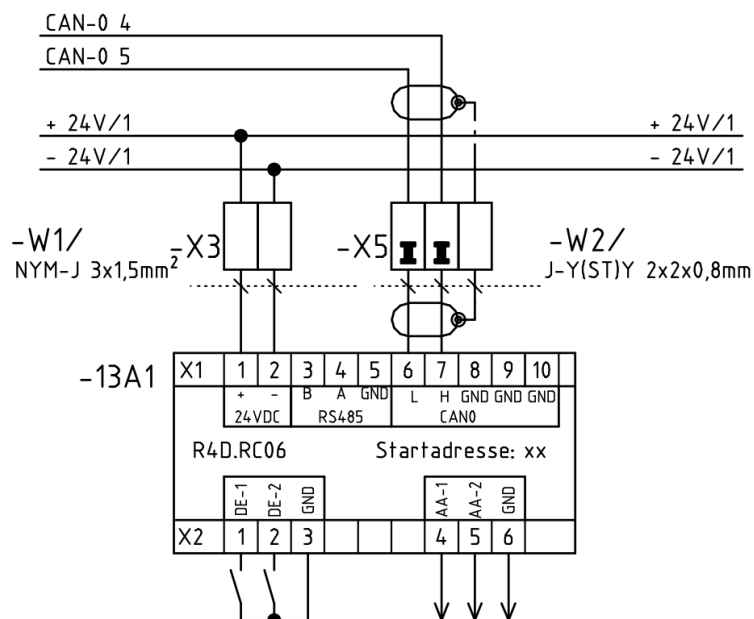 CAN-0 4
CAN-0 5
+ 24V/1 + 24V/1
- 24V/1 - 24V/1
-W1/ -X3 -X5 -W2/
NYM-J 3x1,5mm² J-Y(ST)Y 2x2x0,8mm
-13A1 X1 1 2 3 4 5 6 7 8 9 10
+ - B A GND L H GND GND GND
24VDC RS485 CAN0
R4D.RC06 Startadresse: xx
DE-1 DE-2 GND AA-1 AA-2 GND
X2 1 2 3 4 5 6